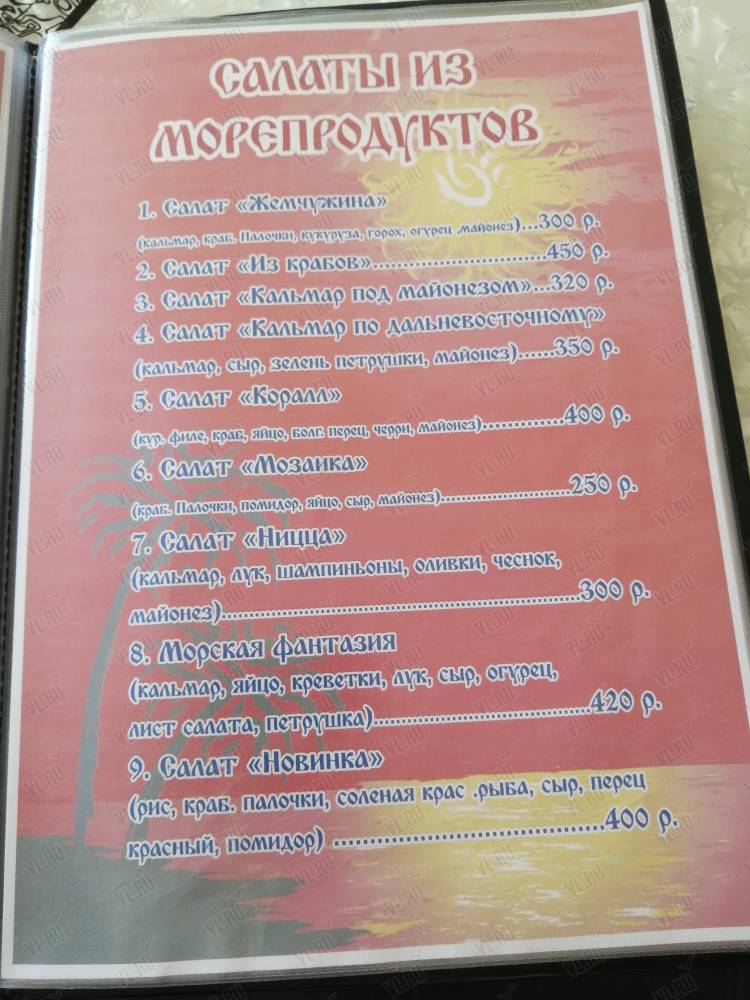 Салаты из
морепродуктов
1. Салат «Жемчужина»
(кальмар, краб. Палочки, кукуруза, горох, огурец ,майонез)...300 р.
2. Салат «Из крабов»..............................450 р.
3. Салат «Кальмар под майонезом»...320 р.
4. Салат «Кальмар по дальневосточному»
(кальмар, сыр, зелень петрушки, майонез)......350 р.
5. Салат «Коралл»
(кур. филе, краб, яйцо, болг. перец, черри, майонез)..............400 р.
6. Салат «Мозаика»
(краб. Палочки, помидор, яйцо, сыр, майонез)......................250 р.
7. Салат «Ницца»
(кальмар, лук, шампиньоны, оливки, чеснок,
майонез)............................................................300 р.
8. Морская фантазия
(кальмар, яйцо, креветки, лук, сыр, огурец,
лист салата, петрушка)....................................420 р.
9. Салат «Новинка»
(рис, краб. палочки, соленая крас .рыба, сыр, перец
красный, помидор) .............................................400 р.